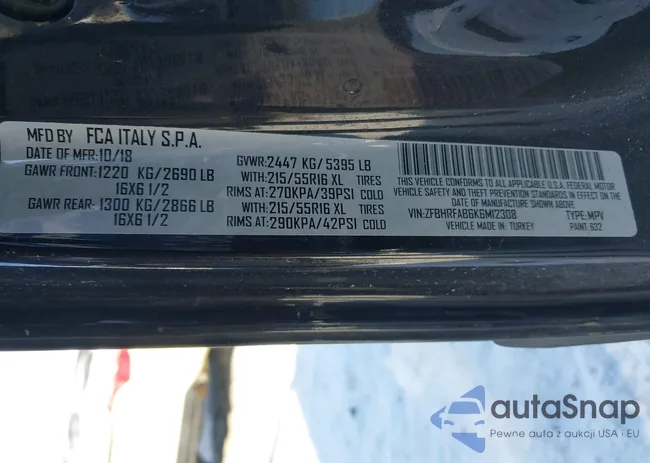 MFD BY FCA ITALY S.P.A.
DATE OF MFR:10/18
GAWR FRONT:1220 KG/2690 LB
16X6 1/2
GAWR REAR: 1300 KG/2866 LB
16X6 1/2
GVWR:2447 KG/ 5395 LB
WITH:215/55R16 XL TIRES
RIMS AT:270KPA/39PSI COLD
WITH:215/55R16 XL TIRES
RIMS AT:290KPA/42PSI COLD
THIS VEHICLE CONFORMS TO ALL APPLICABLE U.S.A. FEDERAL MOTOR
VEHICLE SAFETY, BUMPER, AND THEFT PREVENTION STANDARDS IN
EFFECT ON THE DATE OF MANUFACTURE SHOWN ABOVE.
VIN:ZFBHRFAB6K6M12308 TYPE: MPV
VEHICLE MADE IN: TURKEY PAINT: 632
autaSnap
Pewne auta z aukcji USA i EU